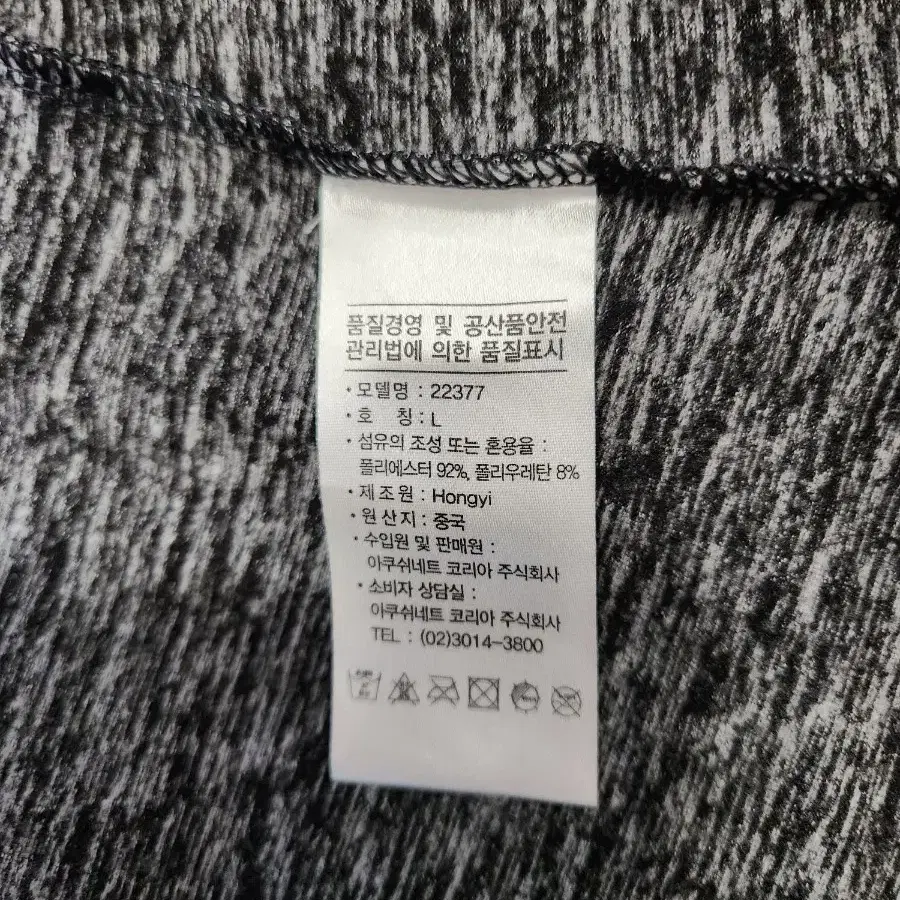 품질경영 및 공산품안전
관리법에 의한 품질표시
· 모델명 : 22377
· 호 칭 : L
· 섬유의 조성 또는 혼용율 :
폴리에스터 92%, 폴리우레탄 8%
· 제조원 : Hongyi
· 원산지 : 중국
· 수입원 및 판매원 :
아쿠쉬네트 코리아 주식회사
· 소비자 상담실 :
아쿠쉬네트 코리아 주식회사
TEL : (02)3014-3800